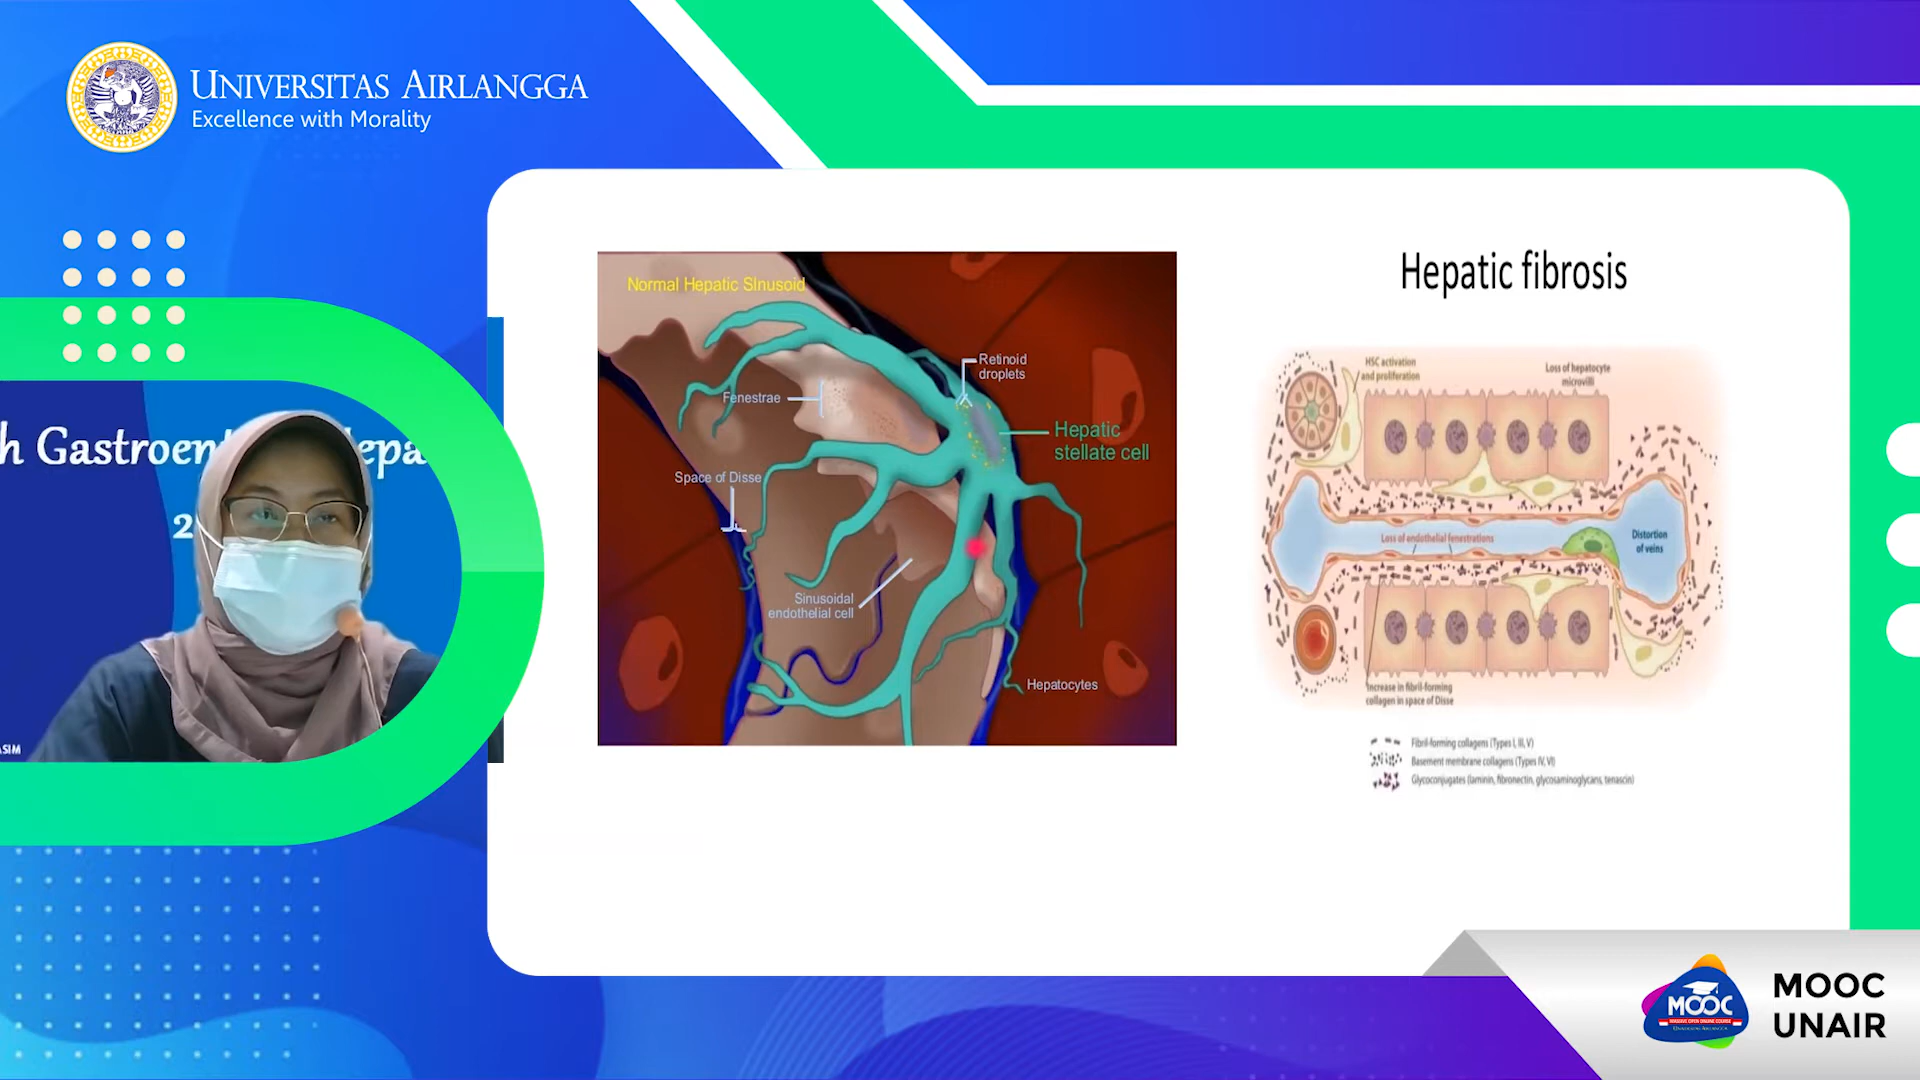 UNIVERSITAS AIRLANGGA
Excellence with Morality
h Gastroen
epa
2
ASIM
Normal Hepatic SInusoid
Retinoid
droplets
Fenestrae
Hepatic
stellate cell
Space of Disse
Sinusoidal
endothelial cell
Hepatocytes
Hepatic fibrosis
HSC activation
and proliferation
Loss of hepatocyte
microvilli
Loss of endothelial fenestrations
Distortion
of veins
Increase in fibril-forming
collagen in space of Disse
Fibril-forming collagens (Types I, III, V)
Basement membrane collagens (Types IV, VI)
Glycoconjugates (laminin, fibronectin, glycosaminoglycans, tenascin)
MOOC
MOOC
UNAIR